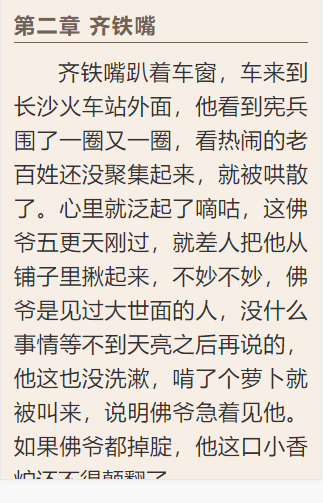 第二章 齐铁嘴
齐铁嘴趴着车窗，车来到
长沙火车站外面，他看到宪兵
围了一圈又一圈，看热闹的老
百姓还没聚集起来，就被哄散
了。心里就泛起了嘀咕，这佛
爷五更天刚过，就差人把他从
铺子里揪起来，不妙不妙，佛
爷是见过大世面的人，没什么
事情等不到天亮之后再说的，
他这也没洗漱，啃了个萝卜就
被叫来，说明佛爷急着见他。
如果佛爷都掉腚，他这口小香
炉还不得颠翻了